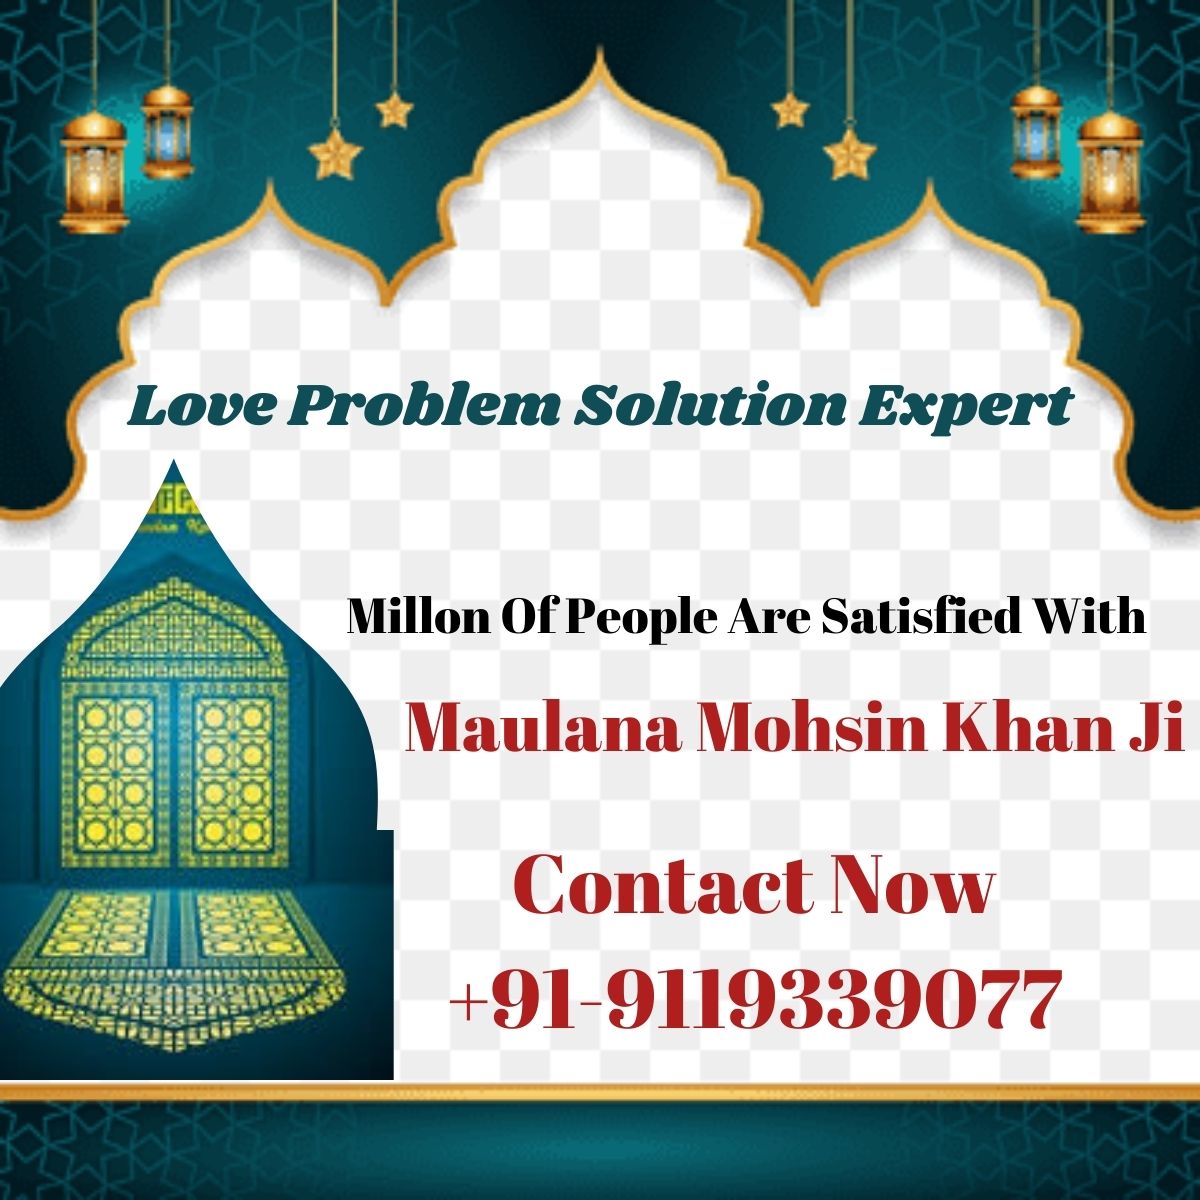 Love Problem Solution Expert
Millon Of People Are Satisfied With
Maulana Mohsin Khan Ji
Contact Now
+91-9119339077